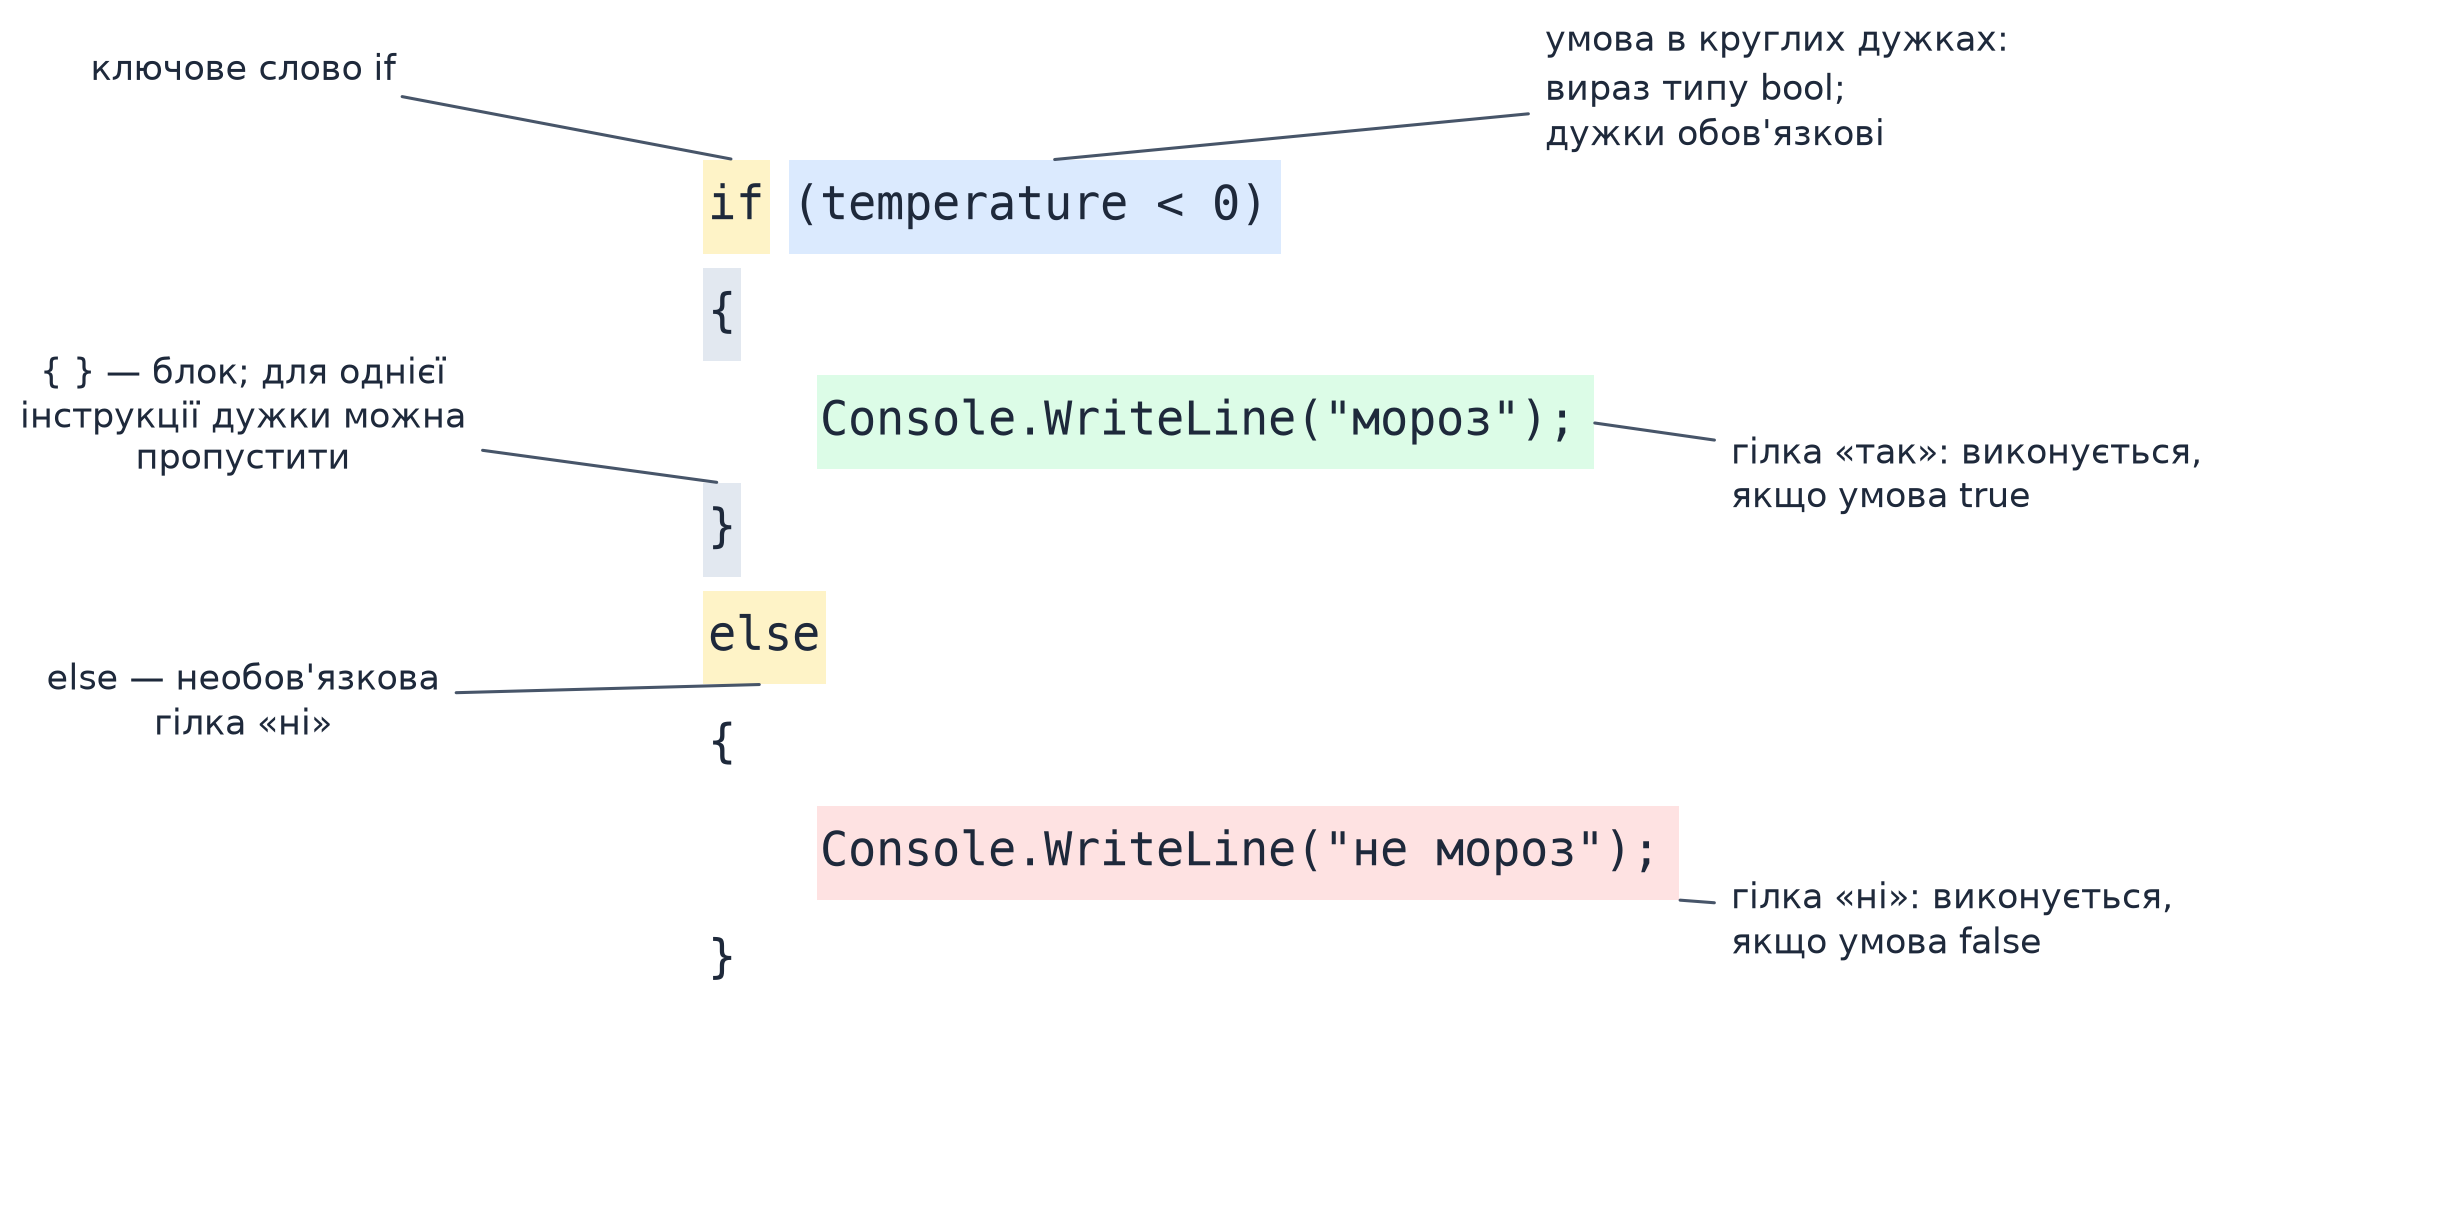 ключове слово if
умова в круглих дужках:
вираз типу bool;
дужки обов'язкові
if (temperature < 0)
{
{ } — блок; для однієї
інструкції дужки можна
пропустити
Console.WriteLine("мороз");
гілка «так»: виконується,
якщо умова true
}
else
else — необов'язкова
гілка «ні»
{
Console.WriteLine("не мороз");
гілка «ні»: виконується,
якщо умова false
}